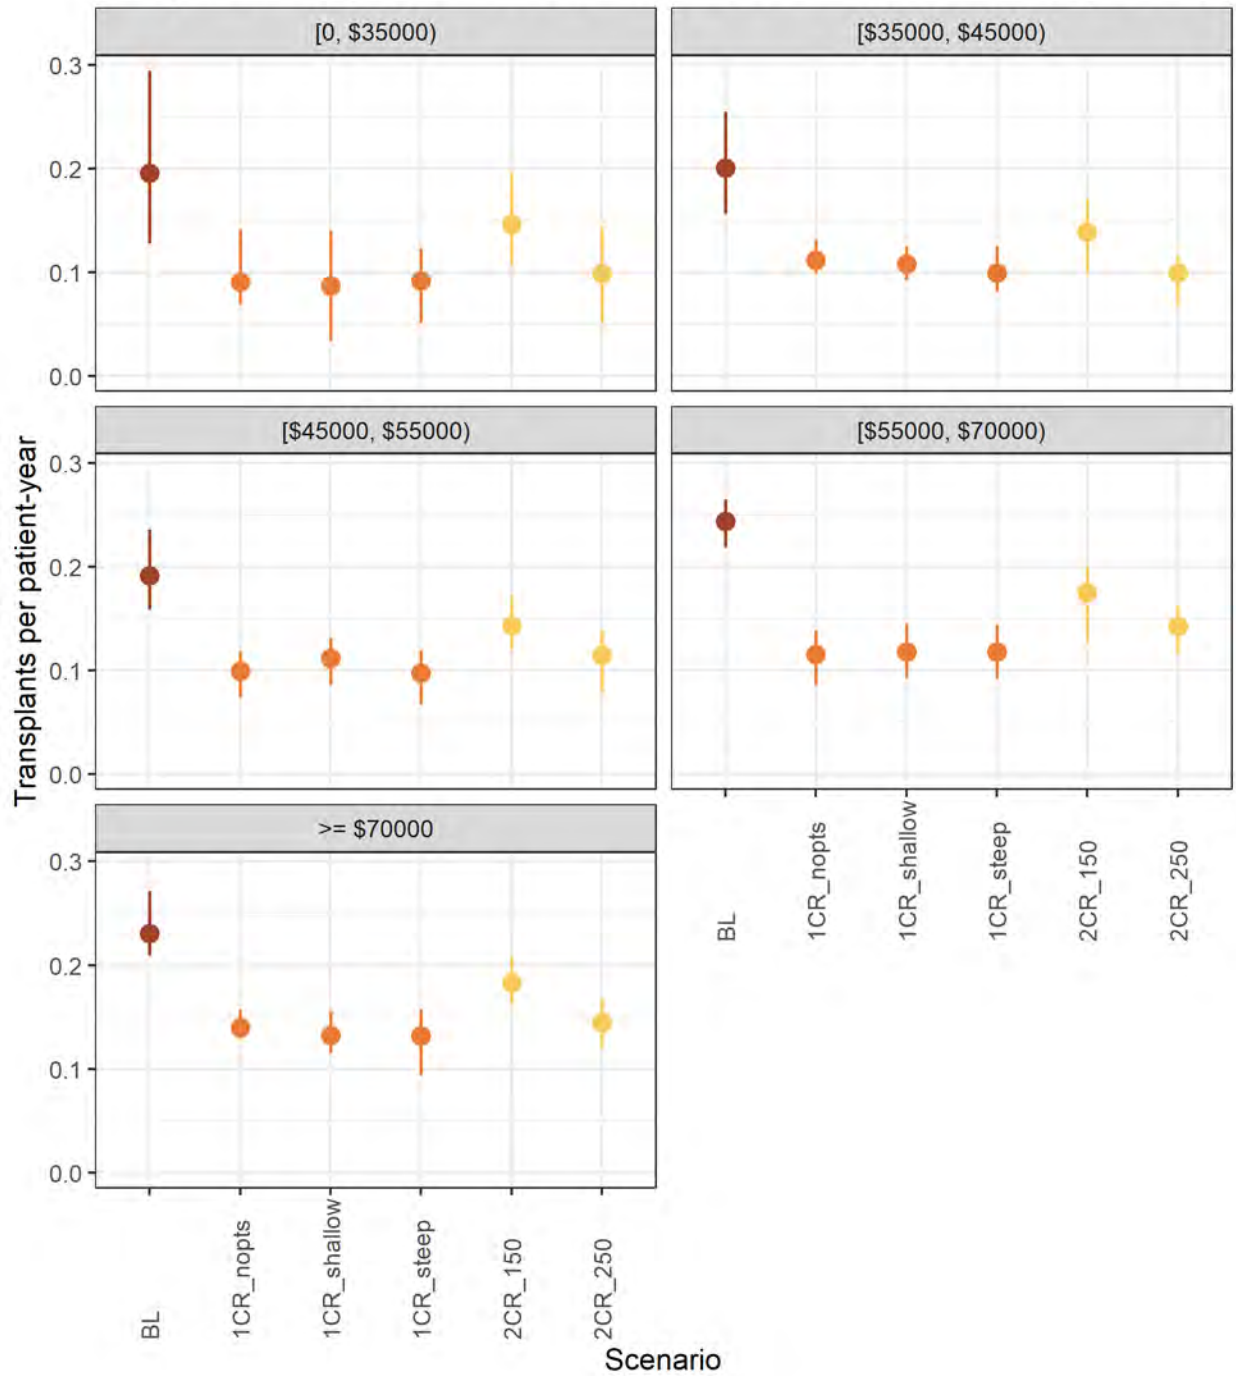 [0, $35000)
[$35000, $45000)
0.3
0.2
0.1
0.0
[$45000, $55000)
[$55000, $70000)
0.3
0.2
0.1
0.0
Transplants per patient-year
>= $70000
0.3
0.2
0.1
0.0
BL
1CR_nopts
1CR_shallow
1CR_steep
2CR_150
2CR_250
BL
1CR_nopts
1CR_shallow
1CR_steep
2CR_150
2CR_250
Scenario